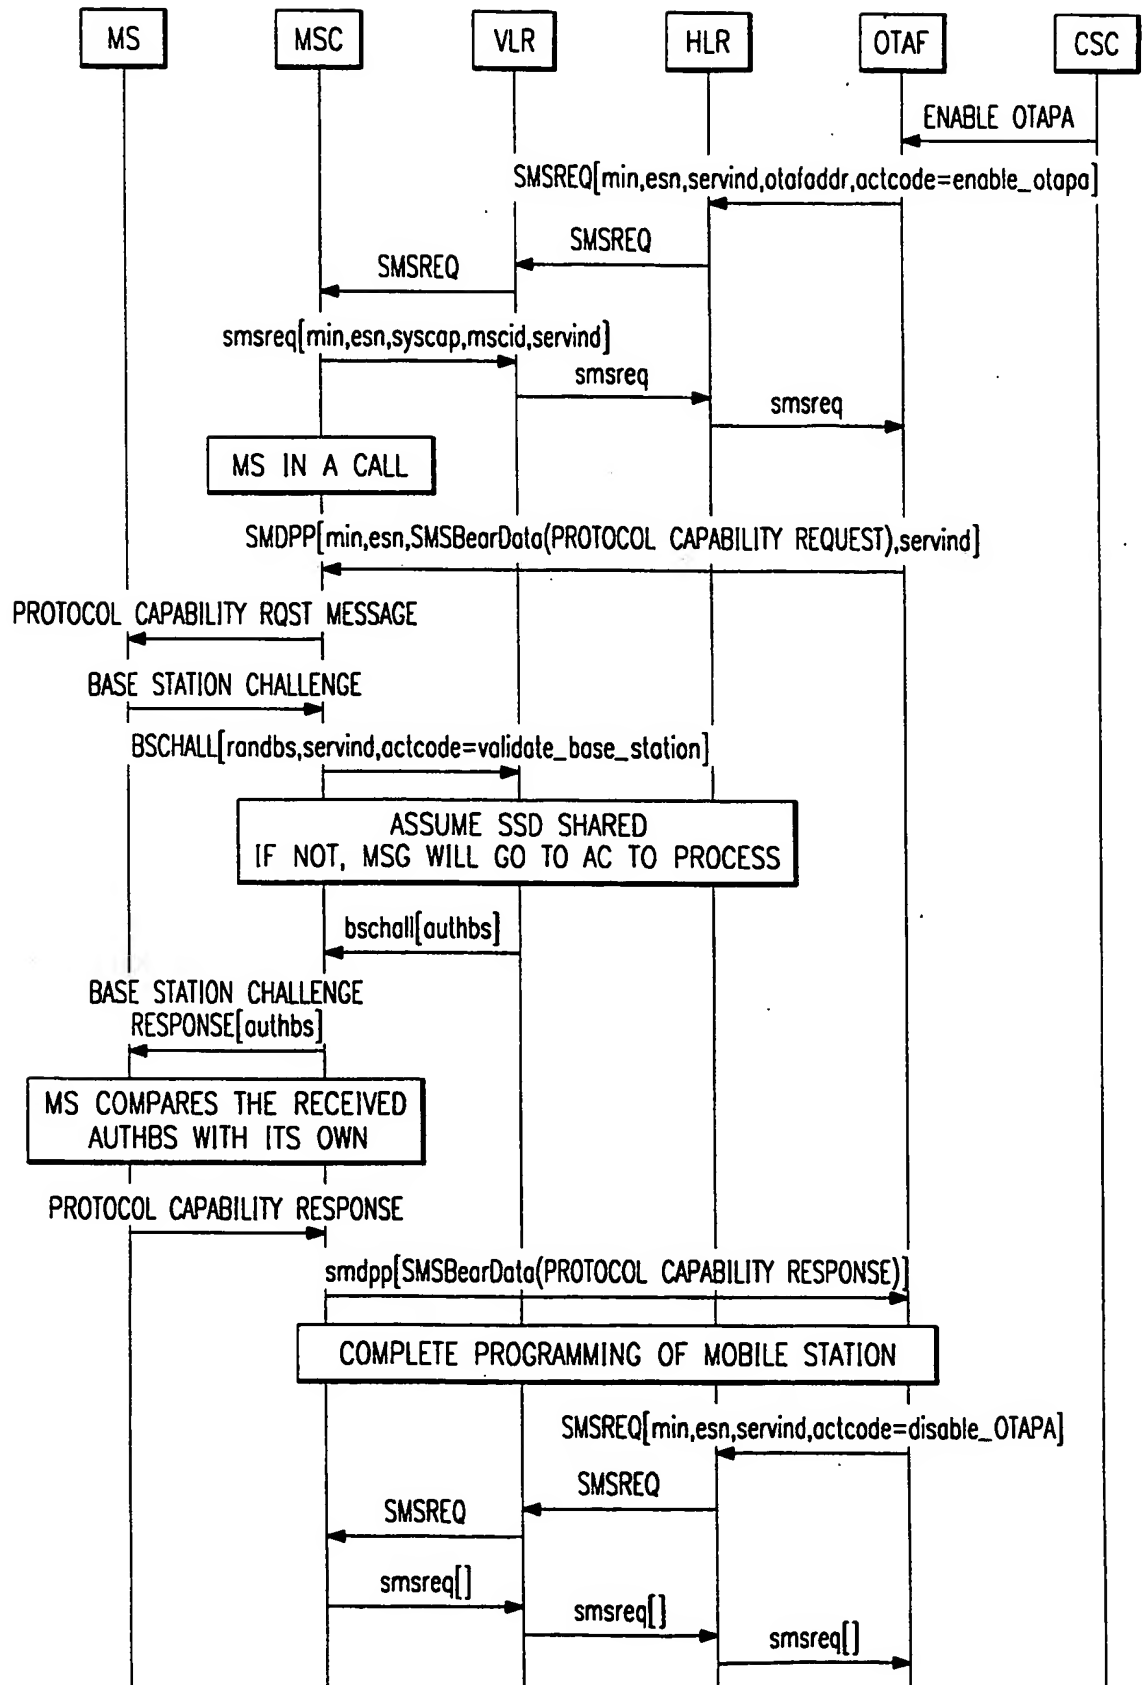 MS MSC VLR HLR OTAF CSC
ENABLE OTAPA
SMSREQ[min,esn,servind,otafaddr,actcode=enable_otapa]
SMSREQ
SMSREQ
smsreq[min,esn,syscap,mscid,servind]
smsreq
smsreq
MS IN A CALL
SMDPP[min,esn,SMSBearData(PROTOCOL CAPABILITY REQUEST),servind]
PROTOCOL CAPABILITY RQST MESSAGE
BASE STATION CHALLENGE
BSCHALL[randbs,servind,actcode=validate_base_station]
ASSUME SSD SHARED
IF NOT, MSG WILL GO TO AC TO PROCESS
bschall[authbs]
BASE STATION CHALLENGE
RESPONSE[authbs]
MS COMPARES THE RECEIVED
AUTHBS WITH ITS OWN
PROTOCOL CAPABILITY RESPONSE
smdpp[SMSBearData(PROTOCOL CAPABILITY RESPONSE)]
COMPLETE PROGRAMMING OF MOBILE STATION
SMSREQ[min,esn,servind,actcode=disable_OTAPA]
SMSREQ
SMSREQ
smsreq[]
smsreq[]
smsreq[]